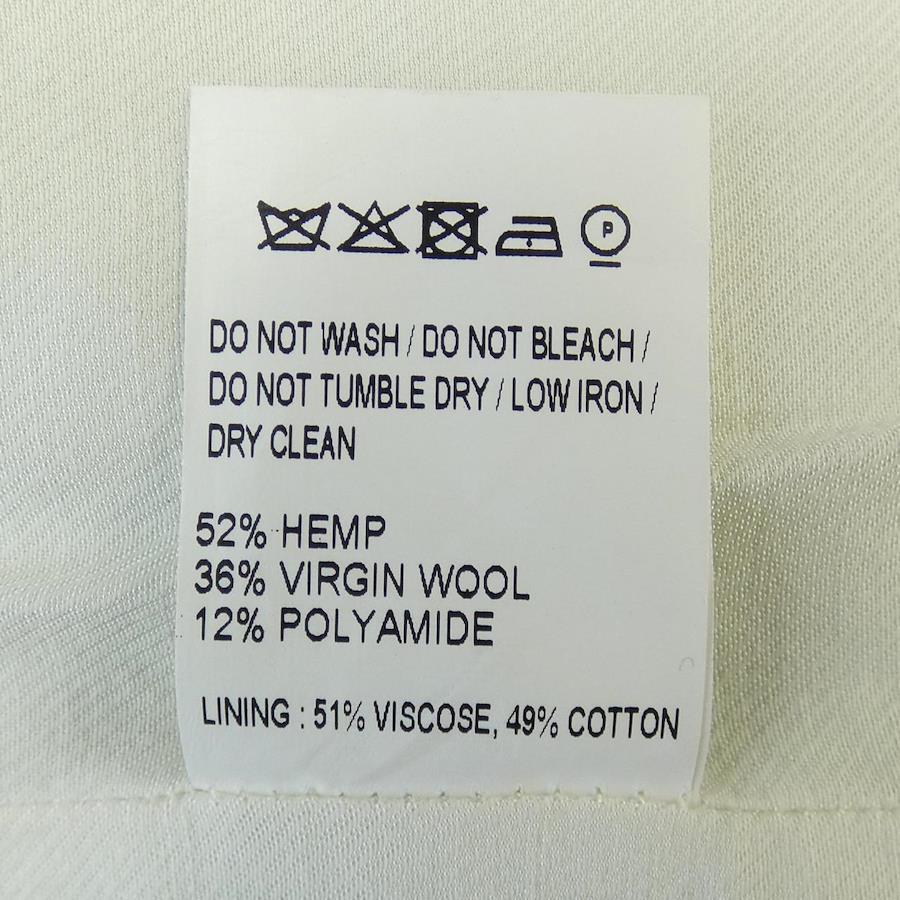 P
DO NOT WASH / DO NOT BLEACH /
DO NOT TUMBLE DRY / LOW IRON /
DRY CLEAN
52% HEMP
36% VIRGIN WOOL
12% POLYAMIDE
LINING : 51% VISCOSE, 49% COTTON